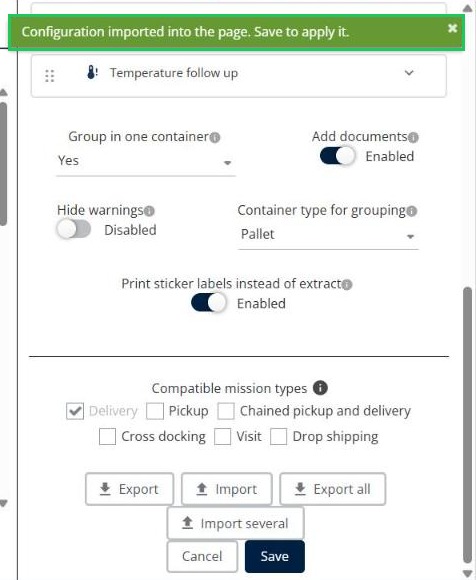 Configuration imported into the page. Save to apply it.
Temperature follow up
Group in one container
Add documents
Yes
Enabled
Hide warnings
Container type for grouping
Disabled
Pallet
Print sticker labels instead of extract
Enabled
Compatible mission types
Delivery Pickup Chained pickup and delivery
Cross docking Visit Drop shipping
Export Import Export all
Import several
Cancel Save